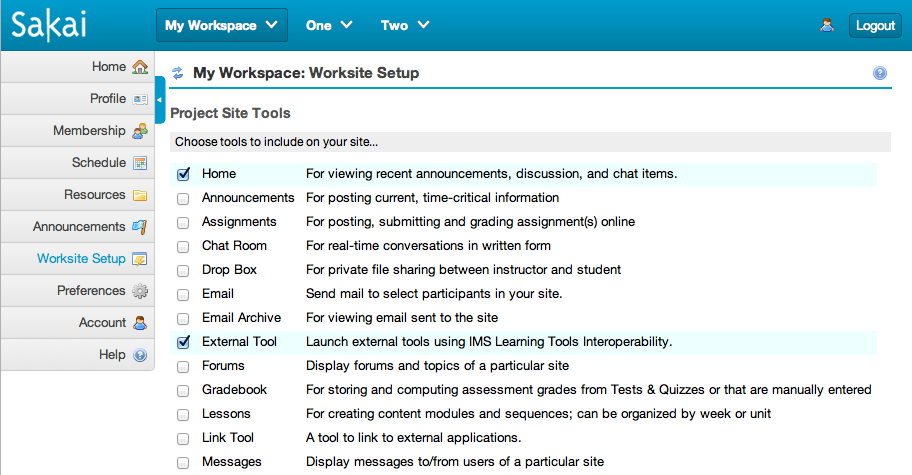 Sakai
My Workspace One Two Logout
Home
Profile
Membership
Schedule
Resources
Announcements
Worksite Setup
Preferences
Account
Help
My Workspace: Worksite Setup
Project Site Tools
Choose tools to include on your site...
Home For viewing recent announcements, discussion, and chat items.
Announcements For posting current, time-critical information
Assignments For posting, submitting and grading assignment(s) online
Chat Room For real-time conversations in written form
Drop Box For private file sharing between instructor and student
Email Send mail to select participants in your site.
Email Archive For viewing email sent to the site
External Tool Launch external tools using IMS Learning Tools Interoperability.
Forums Display forums and topics of a particular site
Gradebook For storing and computing assessment grades from Tests & Quizzes or that are manually entered
Lessons For creating content modules and sequences; can be organized by week or unit
Link Tool A tool to link to external applications.
Messages Display messages to/from users of a particular site